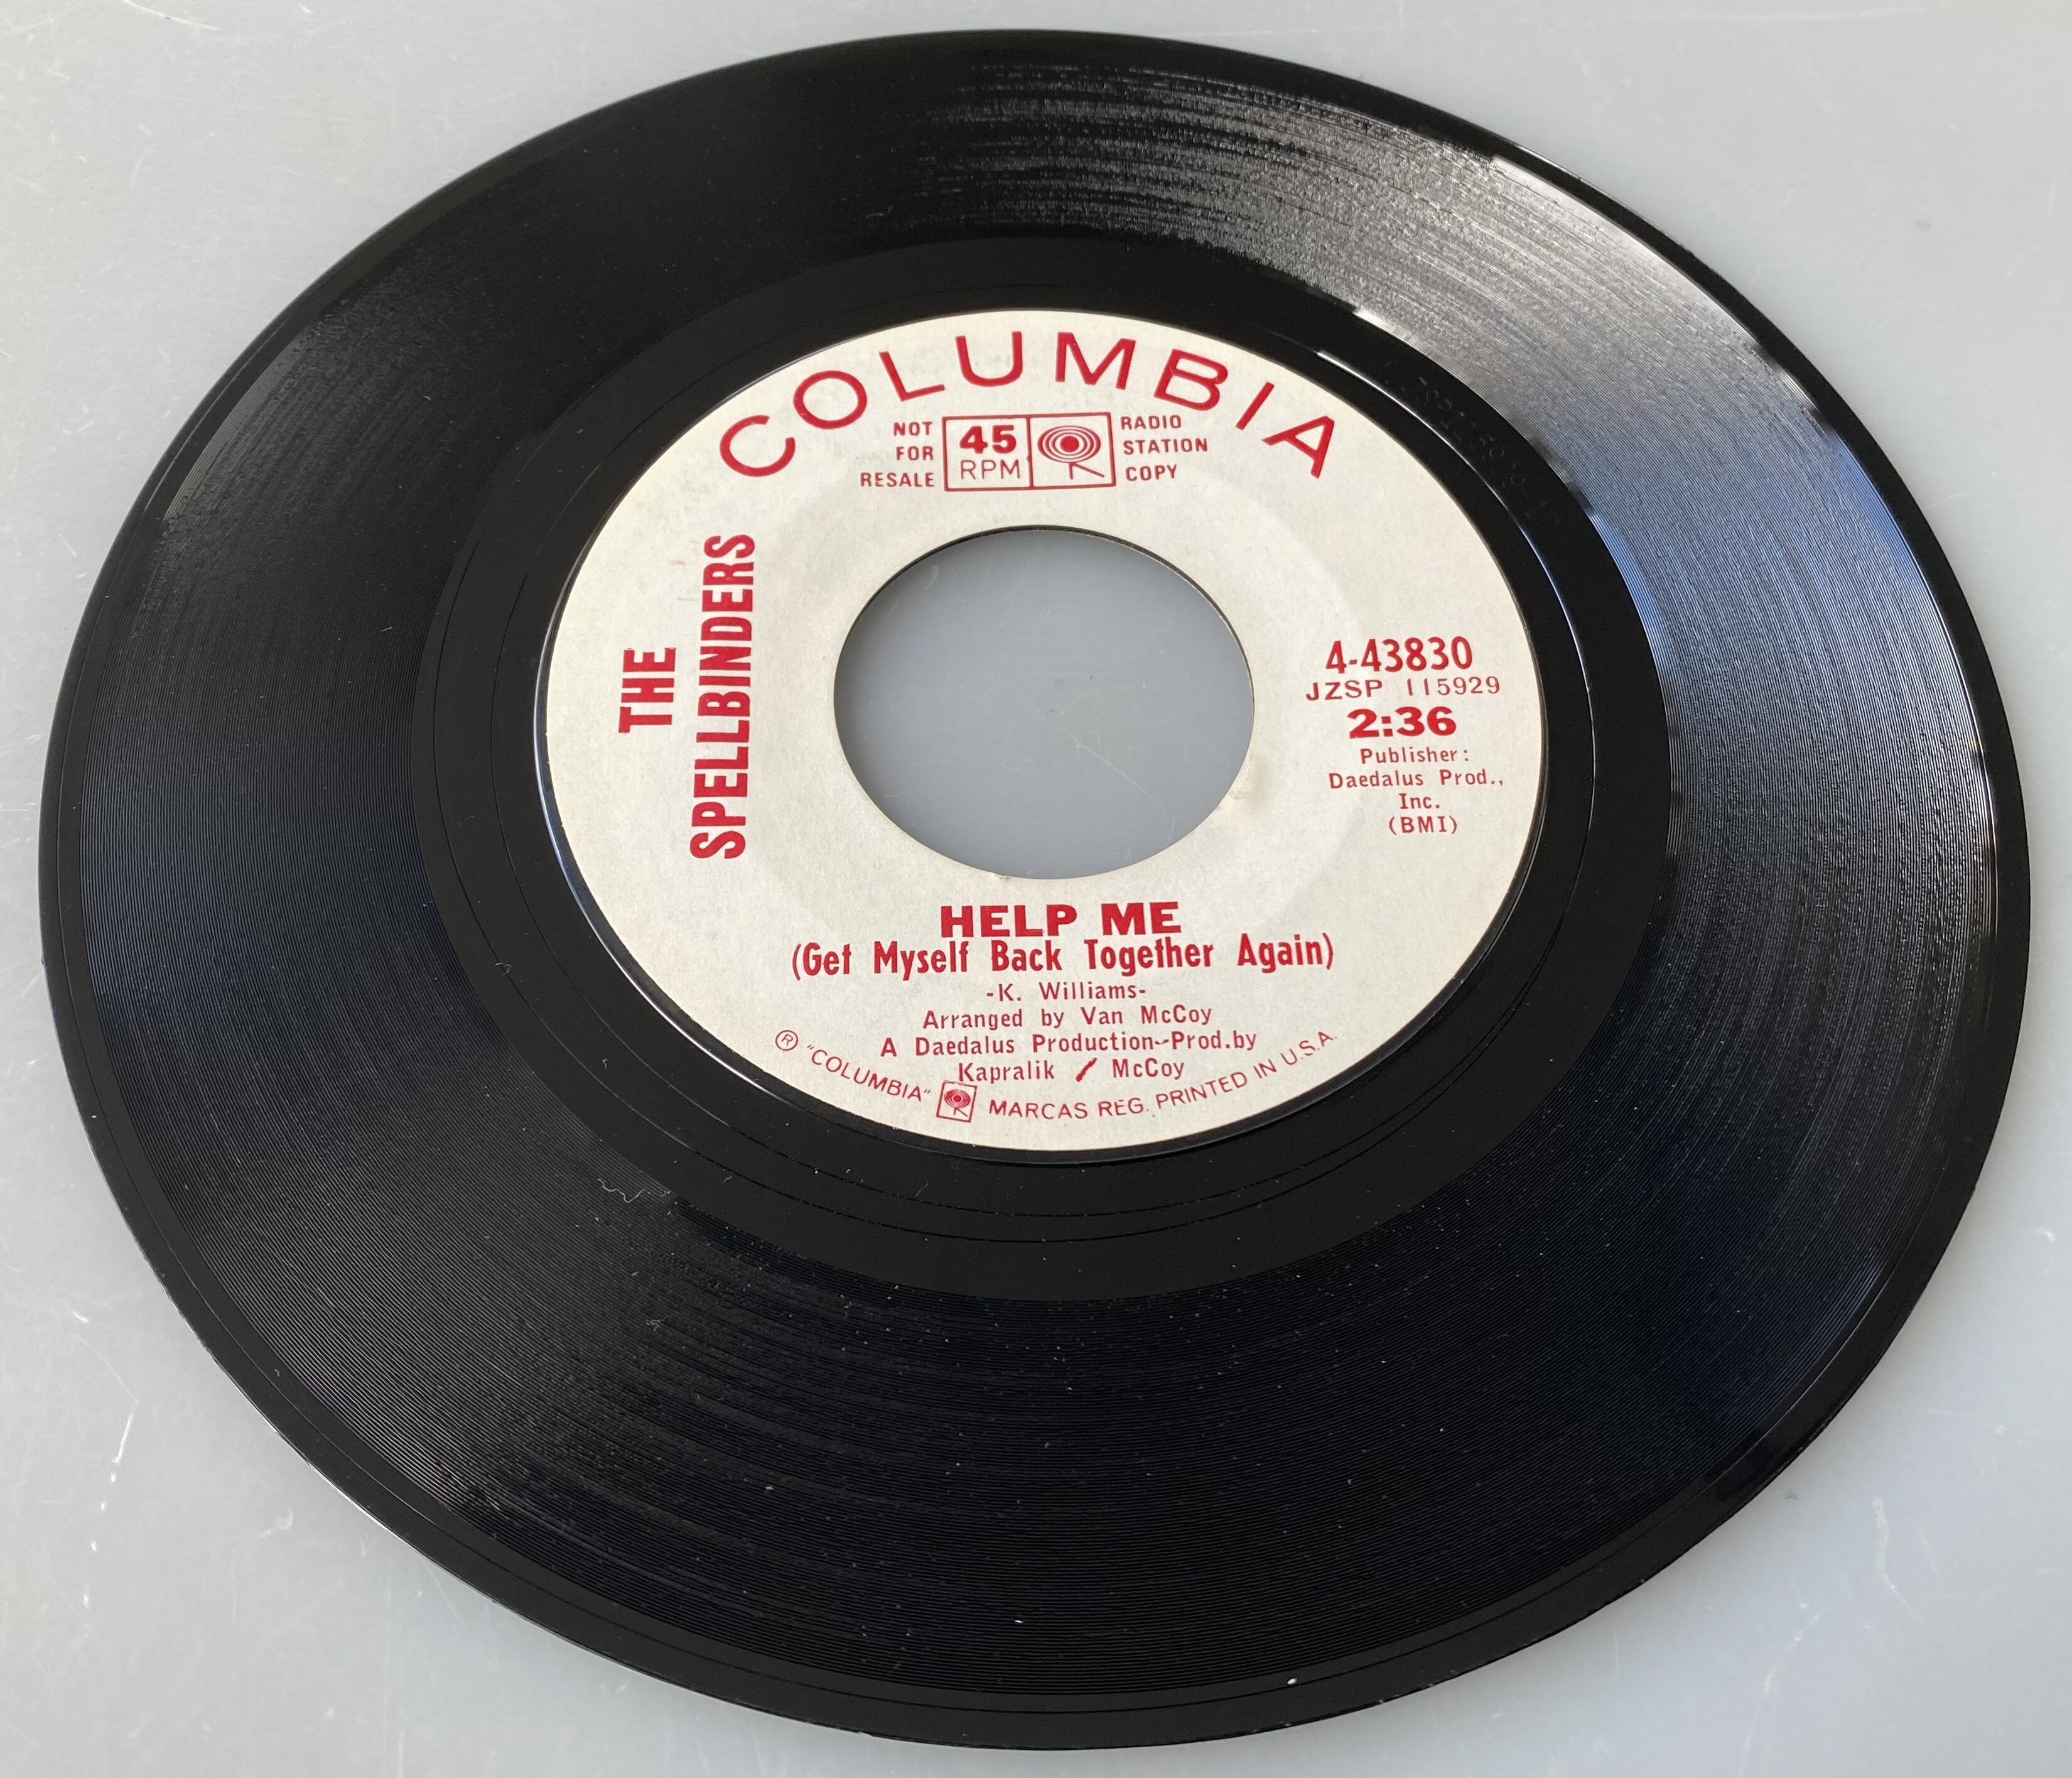 COLUMBIA
NOT
FOR
RESALE
45
RPM
RADIO
STATION
COPY
THE
SPELLBINDERS
4-43830
JZSP 115929
2:36
Publisher:
Daedalus Prod.,
Inc.
(BMI)
HELP ME
(Get Myself Back Together Again)
-K. Williams-
Arranged by Van McCoy
A Daedalus Production--Prod.by
Kapralik / McCoy
® "COLUMBIA" MARCAS REG. PRINTED IN U.S.A.